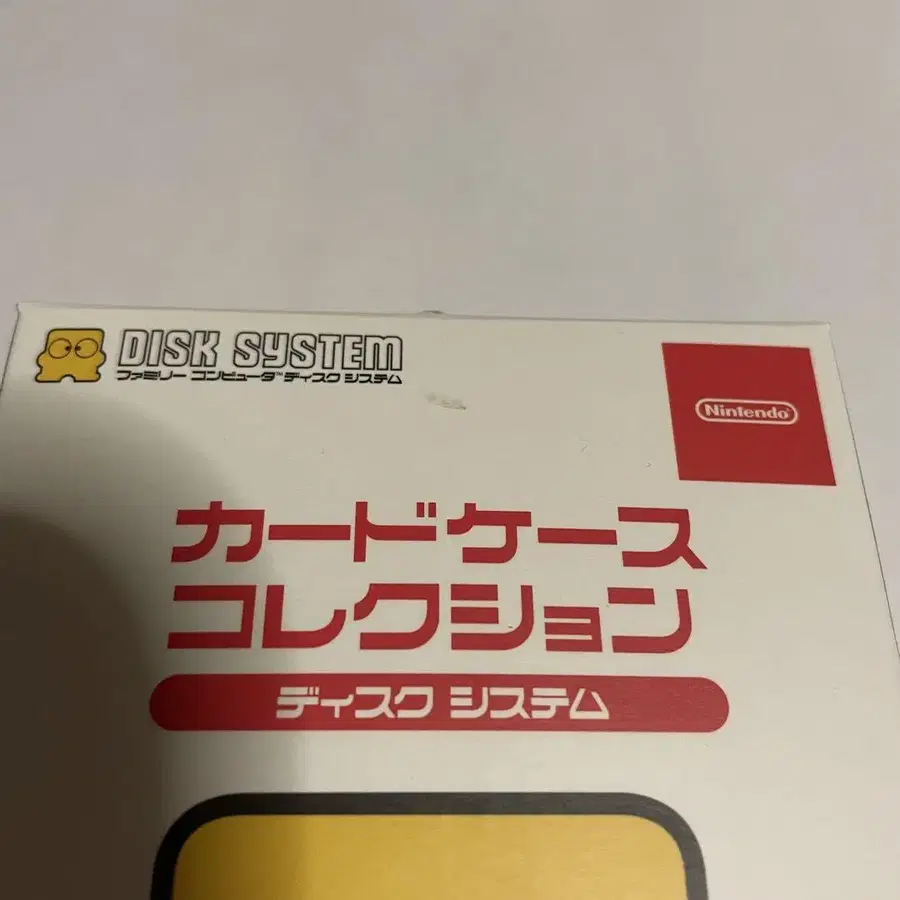 DISK SYSTEM
ファミリー コンピュータ™ ディスク システム
Nintendo®
カードケース
コレクション
ディスク システム